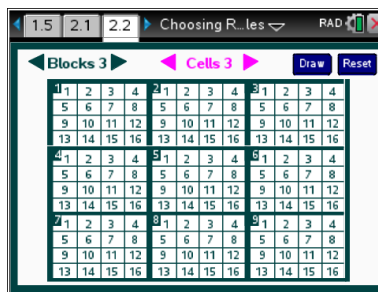 1.5 2.1 2.2 Choosing R...les RAD
Blocks 3 Cells 3 Draw Reset
1 1 2 3 4 2 1 2 3 4 3 1 2 3 4
5 6 7 8 5 6 7 8 5 6 7 8
9 10 11 12 9 10 11 12 9 10 11 12
13 14 15 16 13 14 15 16 13 14 15 16
4 1 2 3 4 5 1 2 3 4 6 1 2 3 4
5 6 7 8 5 6 7 8 5 6 7 8
9 10 11 12 9 10 11 12 9 10 11 12
13 14 15 16 13 14 15 16 13 14 15 16
7 1 2 3 4 8 1 2 3 4 9 1 2 3 4
5 6 7 8 5 6 7 8 5 6 7 8
9 10 11 12 9 10 11 12 9 10 11 12
13 14 15 16 13 14 15 16 13 14 15 16